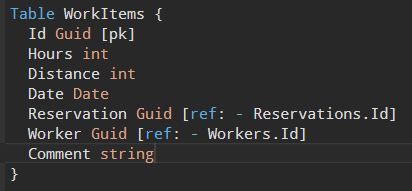 Table WorkItems {
Id Guid [pk]
Hours int
Distance int
Date Date
Reservation Guid [ref: - Reservations.Id]
Worker Guid [ref: - Workers.Id]
Comment string
}